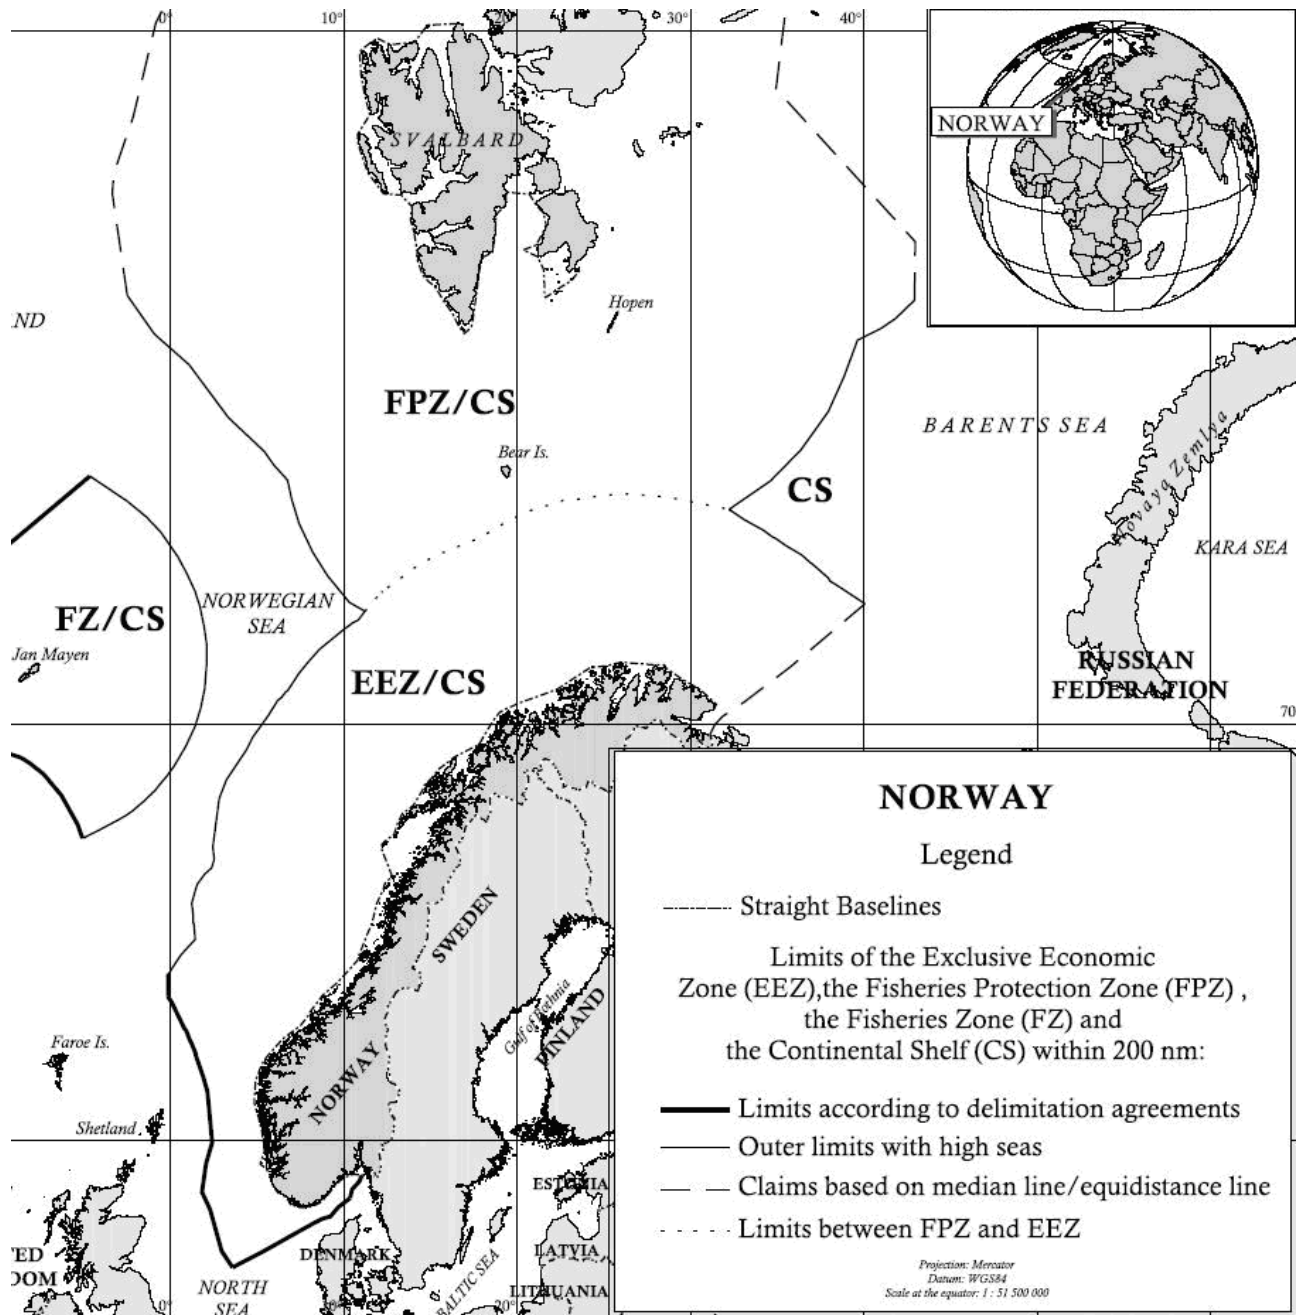 0°
10°
20°
30°
40°
NORWAY
SVALBARD
Hopen
ND
FPZ/CS
BARENTS SEA
Bear Is.
Novaya Zemlya
CS
KARA SEA
NORWEGIAN
SEA
FZ/CS
Jan Mayen
EEZ/CS
RUSSIAN
FEDERATION
70
SWEDEN
Gulf of Bothnia
FINLAND
NORWAY
Faroe Is.
Shetland
ESTONIA
LATVIA
LITHUANIA
DENMARK
BALTIC SEA
TED
DOM
NORTH
SEA
0°
10°
20°
NORWAY
Legend
Straight Baselines
Limits of the Exclusive Economic
Zone (EEZ),the Fisheries Protection Zone (FPZ) ,
the Fisheries Zone (FZ) and
the Continental Shelf (CS) within 200 nm:
Limits according to delimitation agreements
Outer limits with high seas
Claims based on median line/equidistance line
Limits between FPZ and EEZ
Projection: Mercator
Datum: WGS84
Scale at the equator: 1 : 51 500 000